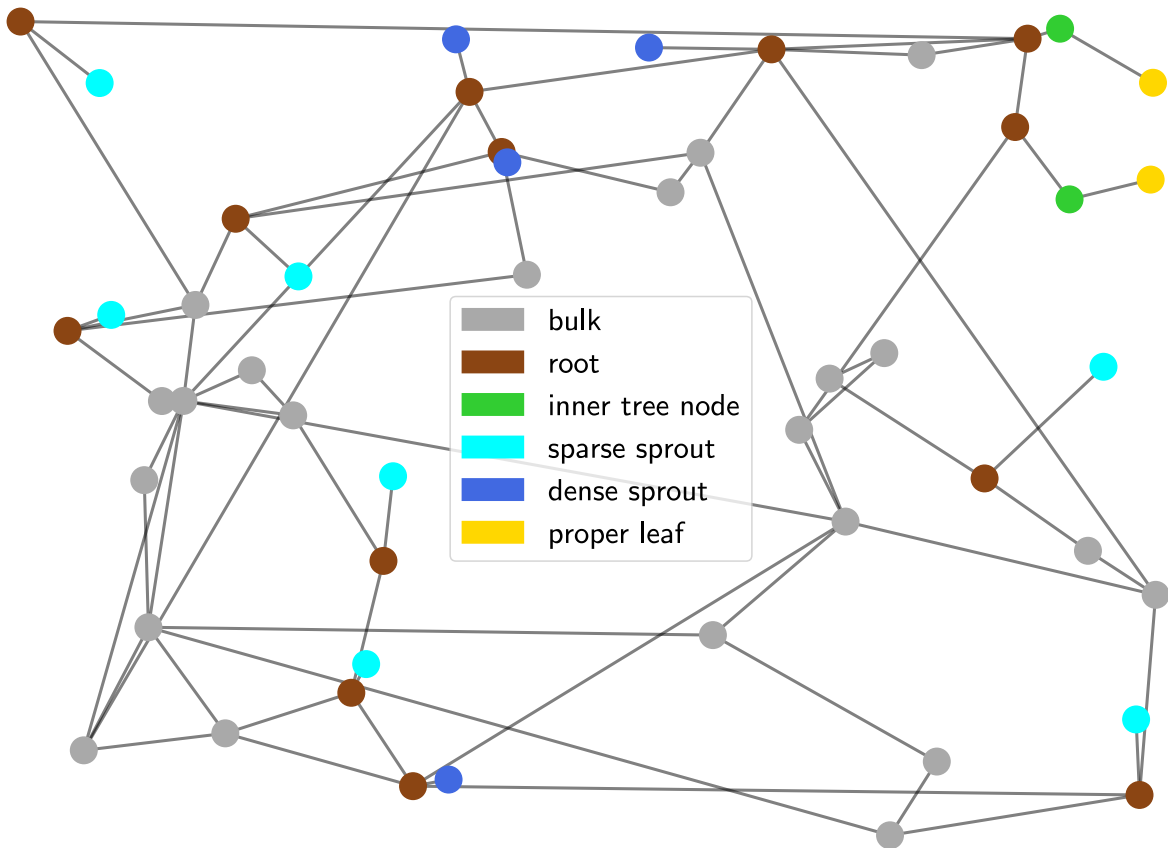 bulk
root
inner tree node
sparse sprout
dense sprout
proper leaf